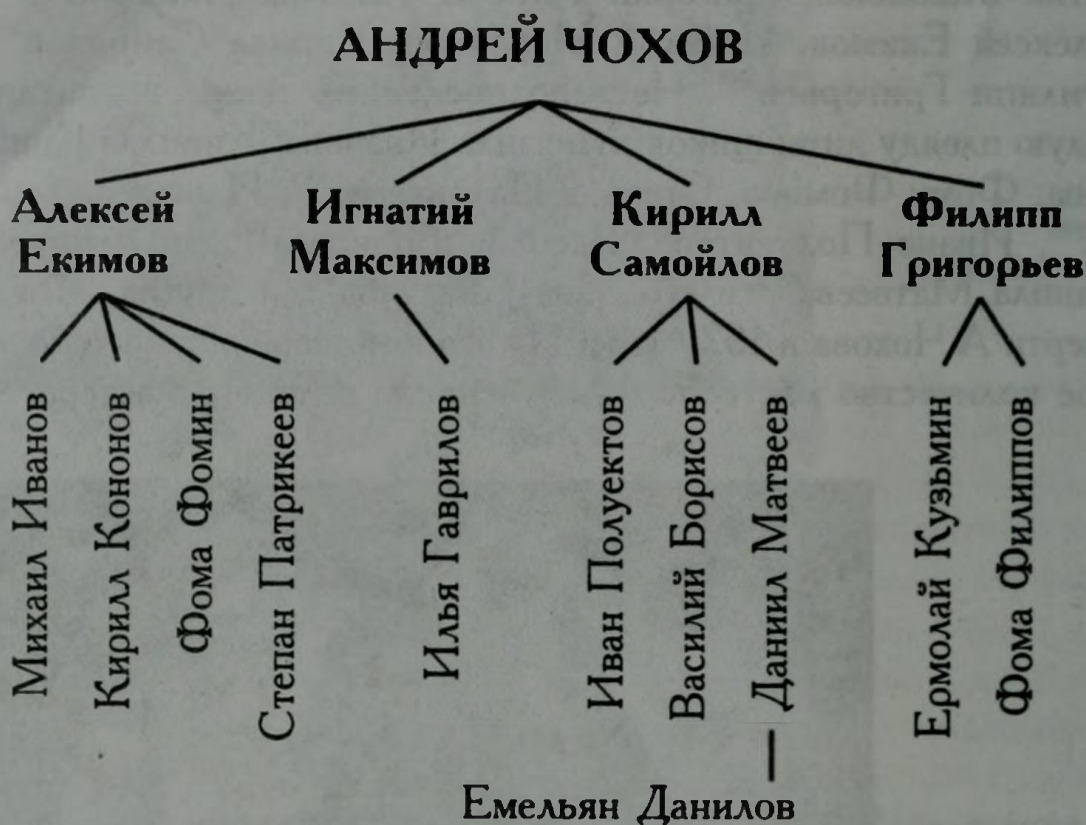 АНДРЕЙ ЧОХОВ
Алексей
Екимов
Игнатий
Максимов
Кирилл
Самойлов
Филипп
Григорьев
Михаил Иванов
Кирилл Кононов
Фома Фомин
Степан Патрикеев
Илья Гаврилов
Иван Полуектов
Василий Борисов
Даниил Матвеев
Ермолай Кузьмин
Фома Филиппов
Емельян Данилов